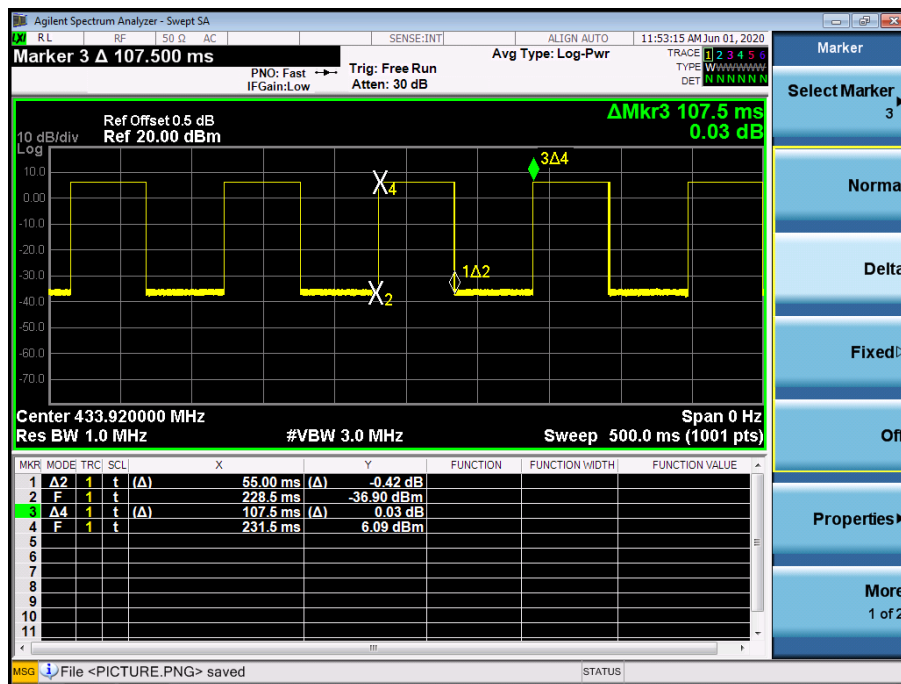 Agilent Spectrum Analyzer - Swept SA
LXI RL RF 50 Ω AC SENSE:INT ALIGN AUTO 11:53:15 AM Jun 01, 2020
Marker 3 Δ 107.500 ms
PNO: Fast
IFGain:Low
Trig: Free Run
Atten: 30 dB
Avg Type: Log-Pwr
TRACE 1 2 3 4 5 6
TYPE WWWWWW
DET N N N N N N
ΔMkr3 107.5 ms
0.03 dB
Ref Offset 0.5 dB
10 dB/div Ref 20.00 dBm
Log
10.0
0.00
-10.0
-20.0
-30.0
-40.0
-50.0
-60.0
-70.0
3Δ4
4
1Δ2
2
Center 433.920000 MHz Span 0 Hz
Res BW 1.0 MHz #VBW 3.0 MHz Sweep 500.0 ms (1001 pts)
MKR MODE TRC SCL X Y FUNCTION FUNCTION WIDTH FUNCTION VALUE
1 Δ2 1 t (Δ) 55.00 ms (Δ) -0.42 dB
2 F 1 t 228.5 ms -36.90 dBm
3 Δ4 1 t (Δ) 107.5 ms (Δ) 0.03 dB
4 F 1 t 231.5 ms 6.09 dBm
5
6
7
8
9
10
11
MSG File <PICTURE.PNG> saved STATUS
Marker
Select Marker
3
Norma
Delta
Fixed
Off
Properties
More
1 of 2